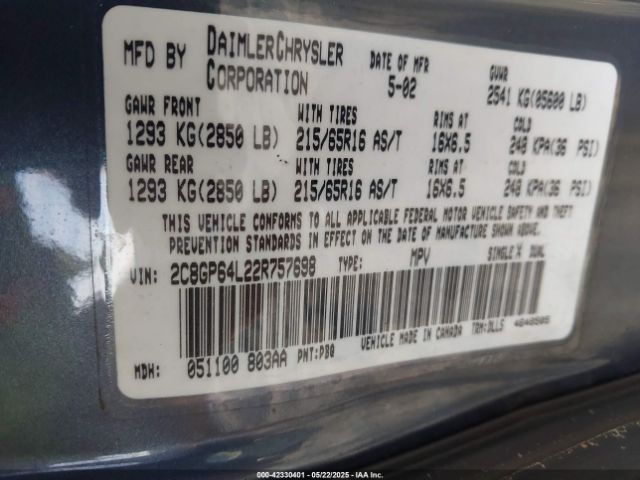 MFD BY DAIMLERCHRYSLER CORPORATION DATE OF MFR 5-02 GVWR 2541 KG(05600 LB)
GAWR FRONT WITH TIRES RIMS AT COLD
1293 KG(2850 LB) 215/65R16 AS/T 16X6.5 248 KPA(36 PSI)
GAWR REAR WITH TIRES RIMS AT COLD
1293 KG(2850 LB) 215/65R16 AS/T 16X6.5 248 KPA(36 PSI)
THIS VEHICLE CONFORMS TO ALL APPLICABLE FEDERAL MOTOR VEHICLE SAFETY AND THEFT
PREVENTION STANDARDS IN EFFECT ON THE DATE OF MANUFACTURE SHOWN ABOVE.
VIN: 2C8GP64L22R757698 TYPE: MPV SINGLE X DUAL
VEHICLE MADE IN CANADA TRM:DLLS 4648505
MDH: 051100 803AA PNT:PBQ
000-42330401 - 05/22/2025 - IAA Inc.